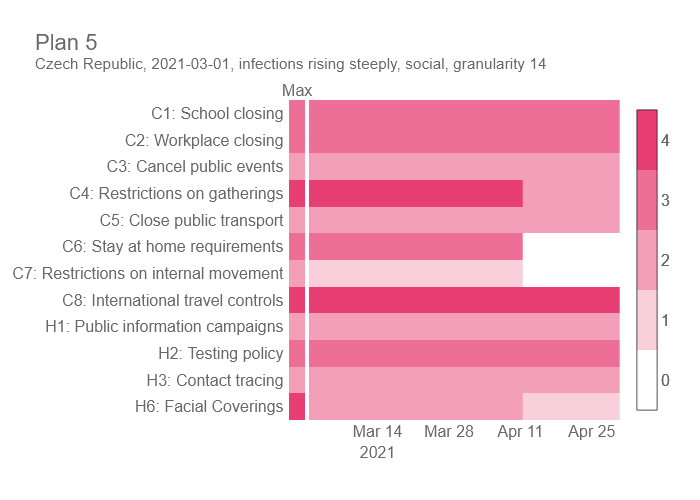 Plan 5
Czech Republic, 2021-03-01, infections rising steeply, social, granularity 14
Max
C1: School closing
C2: Workplace closing
C3: Cancel public events
C4: Restrictions on gatherings
C5: Close public transport
C6: Stay at home requirements
C7: Restrictions on internal movement
C8: International travel controls
H1: Public information campaigns
H2: Testing policy
H3: Contact tracing
H6: Facial Coverings
Mar 14 Mar 28 Apr 11 Apr 25
2021
4
3
2
1
0